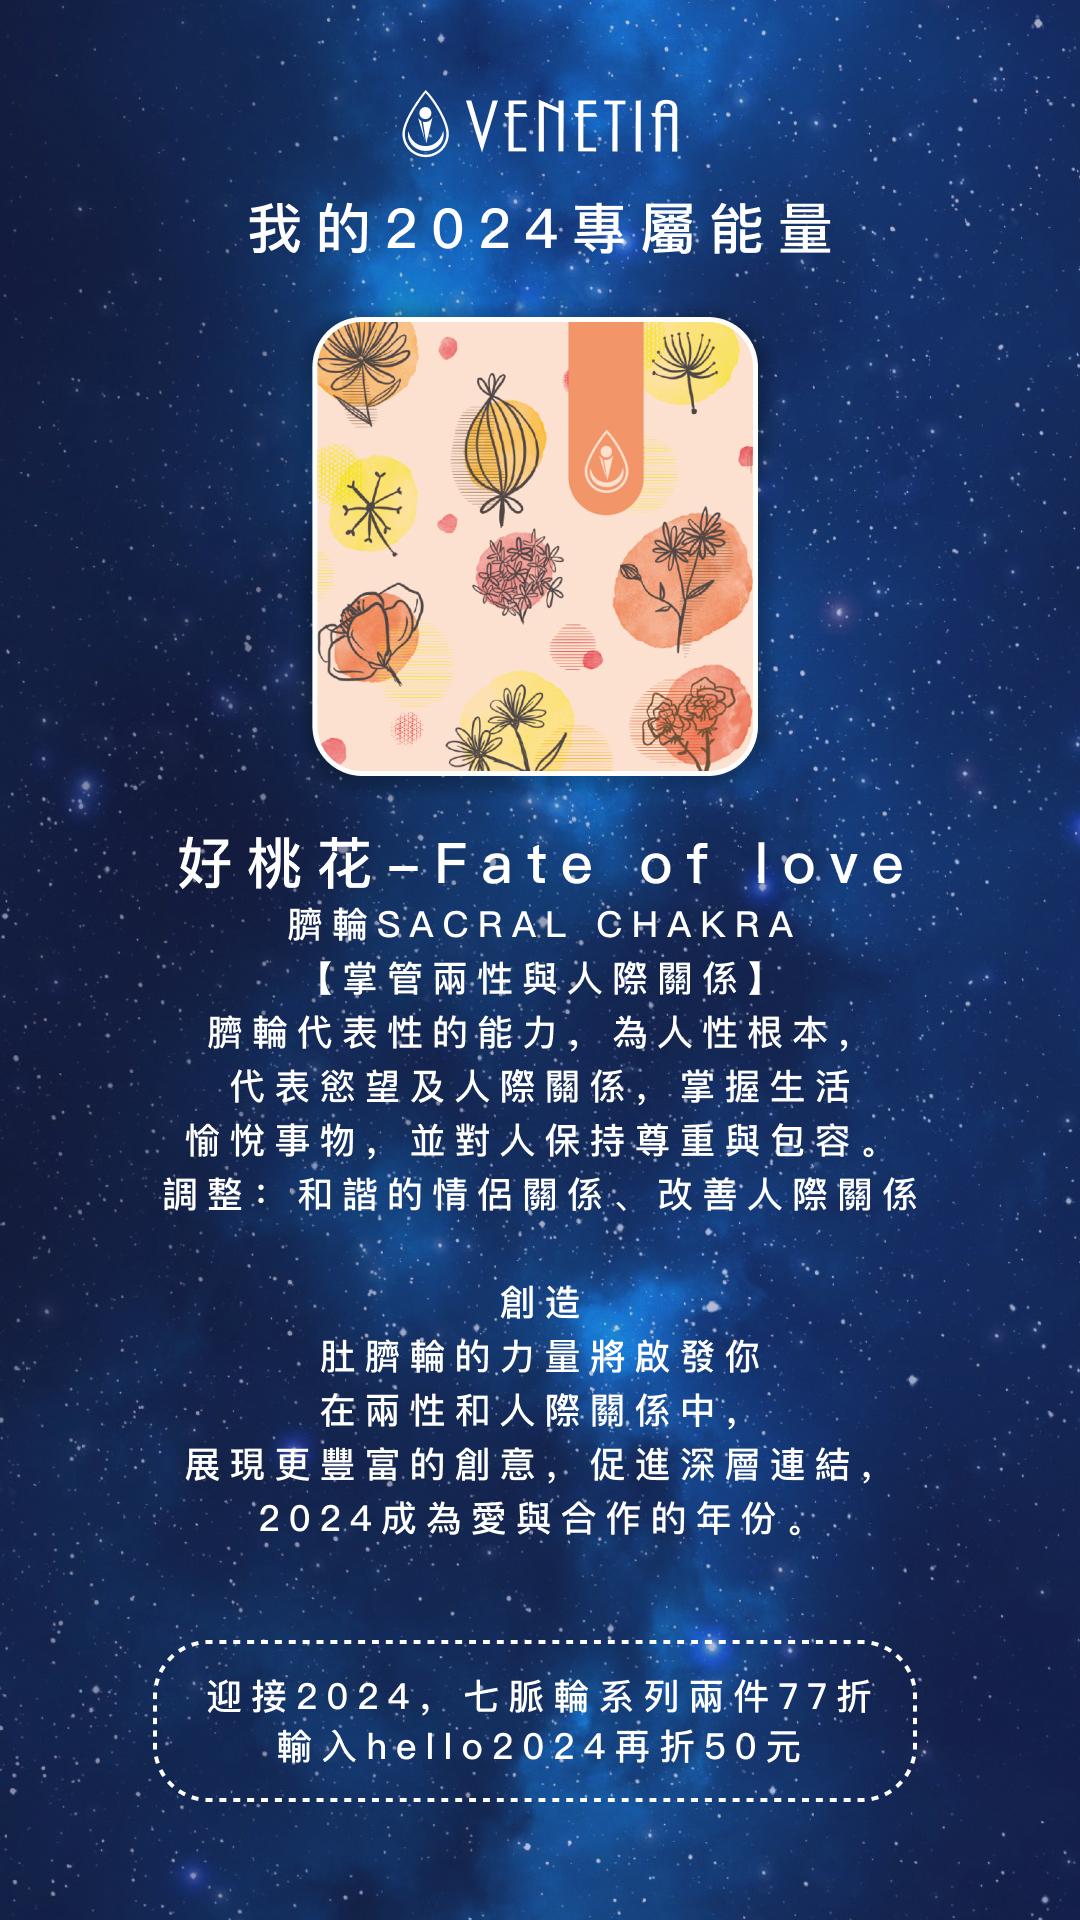 VENETIA
我的2024專屬能量
好桃花–Fate of love
臍輪SACRAL CHAKRA
【掌管兩性與人際關係】
臍輪代表性的能力，為人性根本，
代表慾望及人際關係，掌握生活
愉悅事物，並對人保持尊重與包容。
調整：和諧的情侶關係、改善人際關係
創造
肚臍輪的力量將啟發你
在兩性和人際關係中，
展現更豐富的創意，促進深層連結，
2024成為愛與合作的年份。
迎接2024，七脈輪系列兩件77折
輸入hello2024再折50元